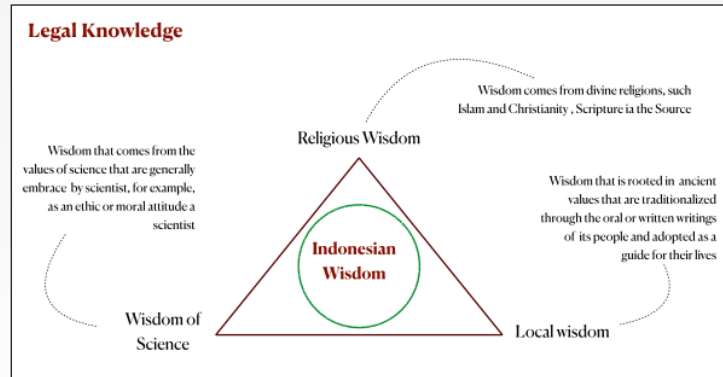 Legal Knowledge
Wisdom comes from divine religions, such
Islam and Christianity , Scripture ia the Source
Religious Wisdom
Wisdom that comes from the
values of science that are generally
embrace by scientist, for example,
as an ethic or moral attitude a
scientist
Wisdom that is rooted in ancient
values that are traditionalized
through the oral or written writings
of its people and adopted as a
guide for their lives
Indonesian
Wisdom
Wisdom of
Science
Local wisdom